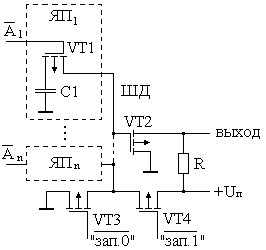 ЯП1
A1
VT1
C1
ШД
VT2
выход
An
ЯПn
R
+Uп
VT3
VT4
"зап.0"
"зап.1"